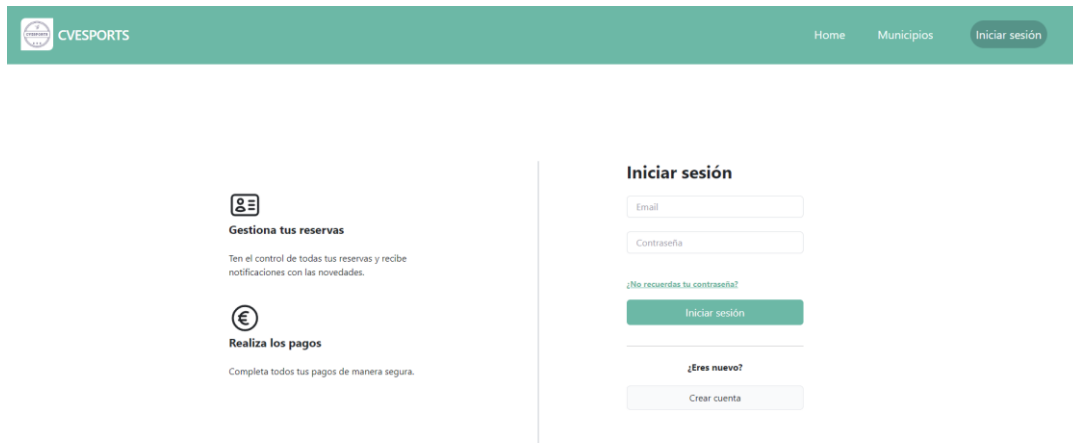 CVESPORTS
Home
Municipios
Iniciar sesión
Gestiona tus reservas
Ten el control de todas tus reservas y recibe
notificaciones con las novedades.
Realiza los pagos
Completa todos tus pagos de manera segura.
Iniciar sesión
Email
Contraseña
¿No recuerdas tu contraseña?
Iniciar sesión
¿Eres nuevo?
Crear cuenta